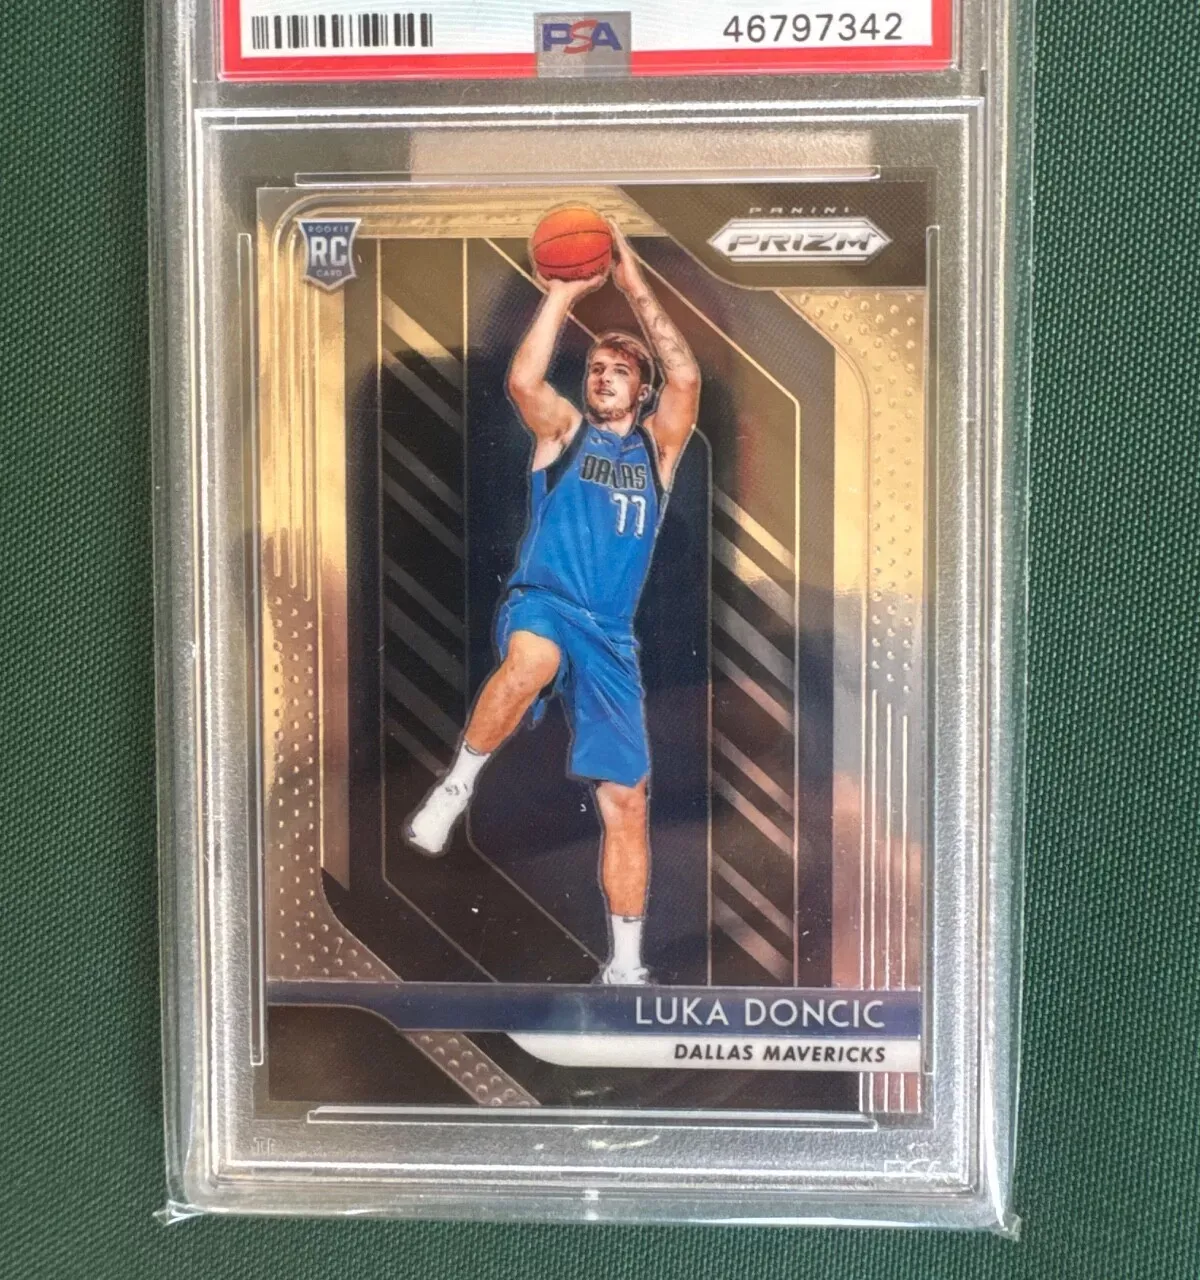 PSA
46797342
ROOKIE
RC
CARD
PANINI
PRIZM
DALLAS
77
LUKA DONCIC
DALLAS MAVERICKS